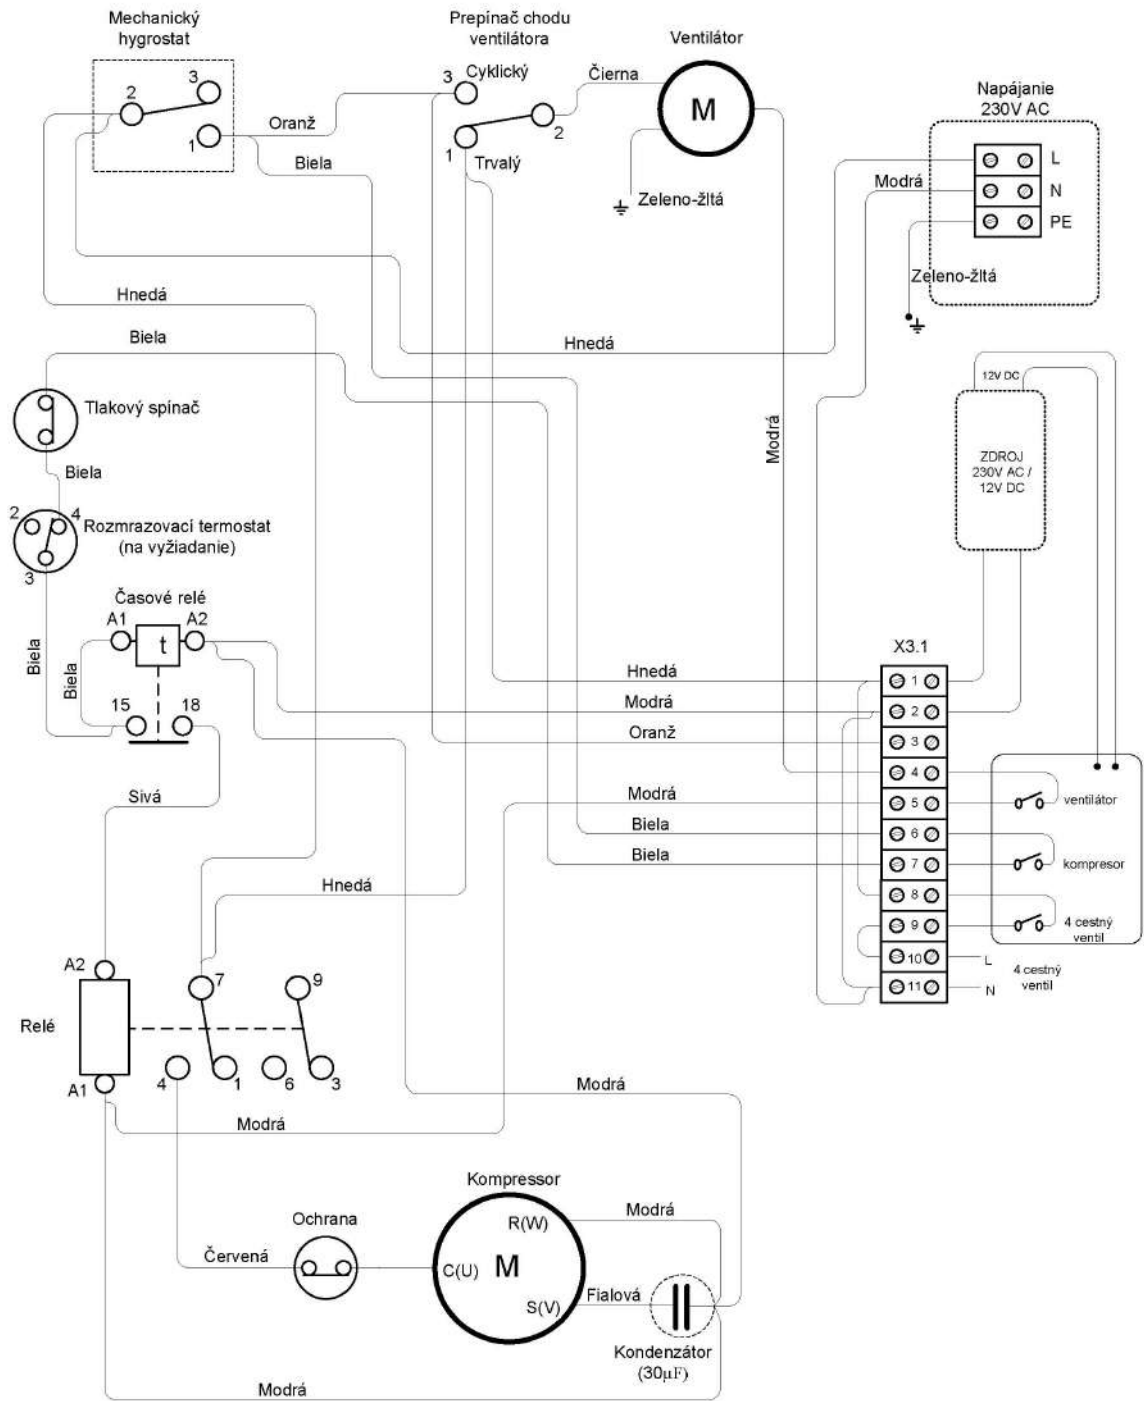 Mechanický
hygrostat
3
2
1
Oranž
Biela
Hnedá
Prepínač chodu
ventilátora
3 Cyklický
2
1 Trvalý
Čierna
Ventilátor
M
Zeleno-žltá
Napájanie
230V AC
L
Modrá
N
PE
Zeleno-žltá
Biela
Hnedá
12V DC
Tlakový spínač
Modrá
ZDROJ
230V AC /
12V DC
Biela
2
4
3
Rozmrazovací termostat
(na vyžiadanie)
Časové relé
A1
t
A2
Biela
Biela
15
18
X3.1
Hnedá
1
Modrá
2
Oranž
3
4
Modrá
5
ventilátor
Biela
6
Biela
7
kompresor
8
9
4 cestný
ventil
10
L
11
N
4 cestný
ventil
Sivá
Hnedá
A2
Relé
A1
7
9
4
1
6
3
Modrá
Modrá
Kompressor
R(W)
M
C(U)
S(V)
Modrá
Ochrana
Červená
Fialová
Kondenzátor
(30µF)
Modrá